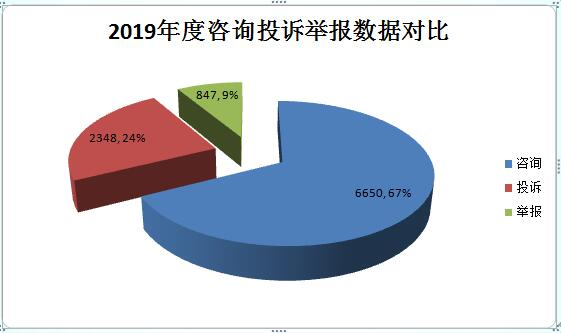 2019年度咨询投诉举报数据对比
847,9%
2348,24%
6650,67%
咨询
投诉
举报